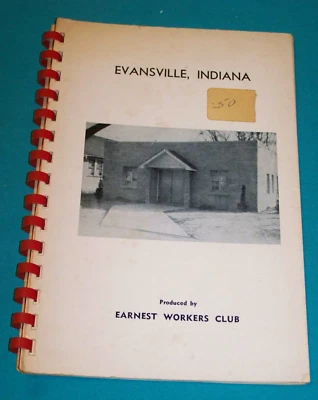 EVANSVILLE, INDIANA
.50
Produced by
EARNEST WORKERS CLUB